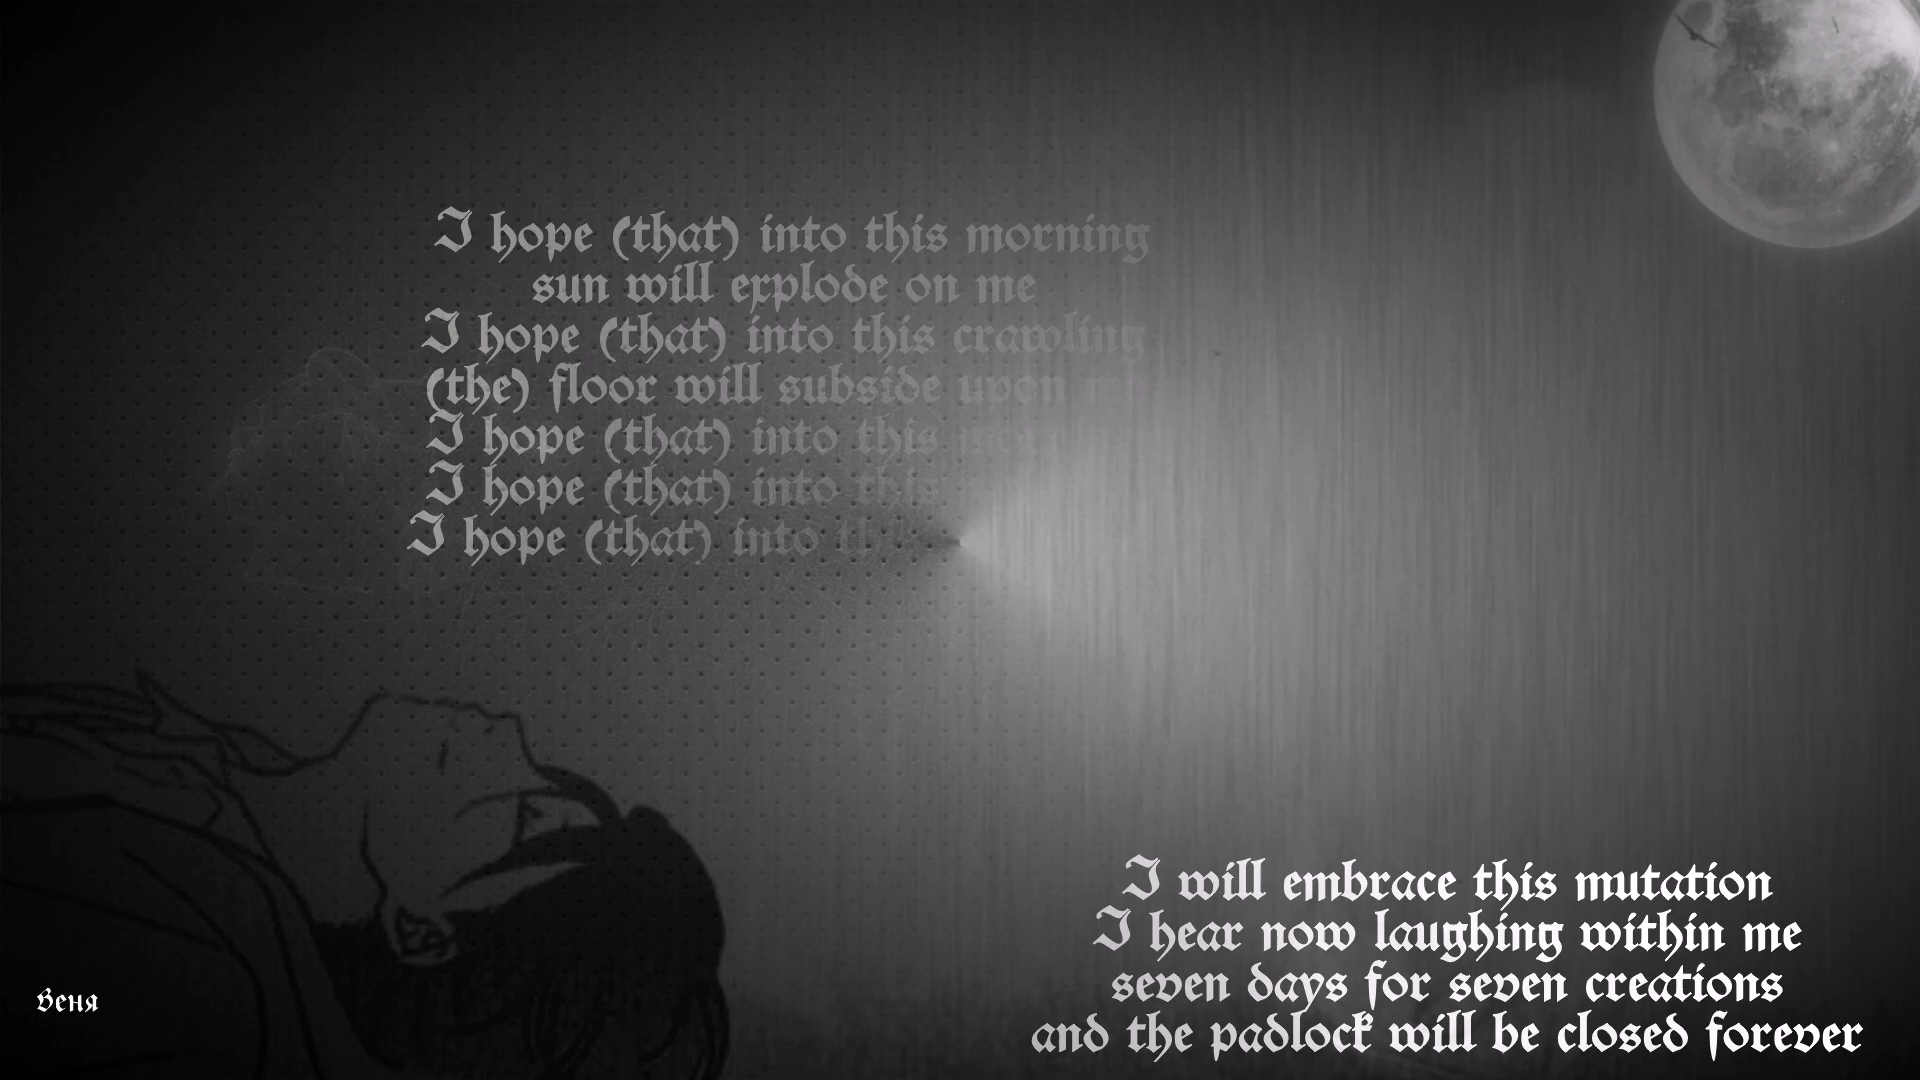 I hope (that) into this morning
sun will explode on me
I hope (that) into this crawling
(the) floor will subside upon
I hope (that) into this
I hope (that) into this
I hope (that) into
I will embrace this mutation
I hear now laughing within me
seven days for seven creations
and the padlock will be closed forever
Веня